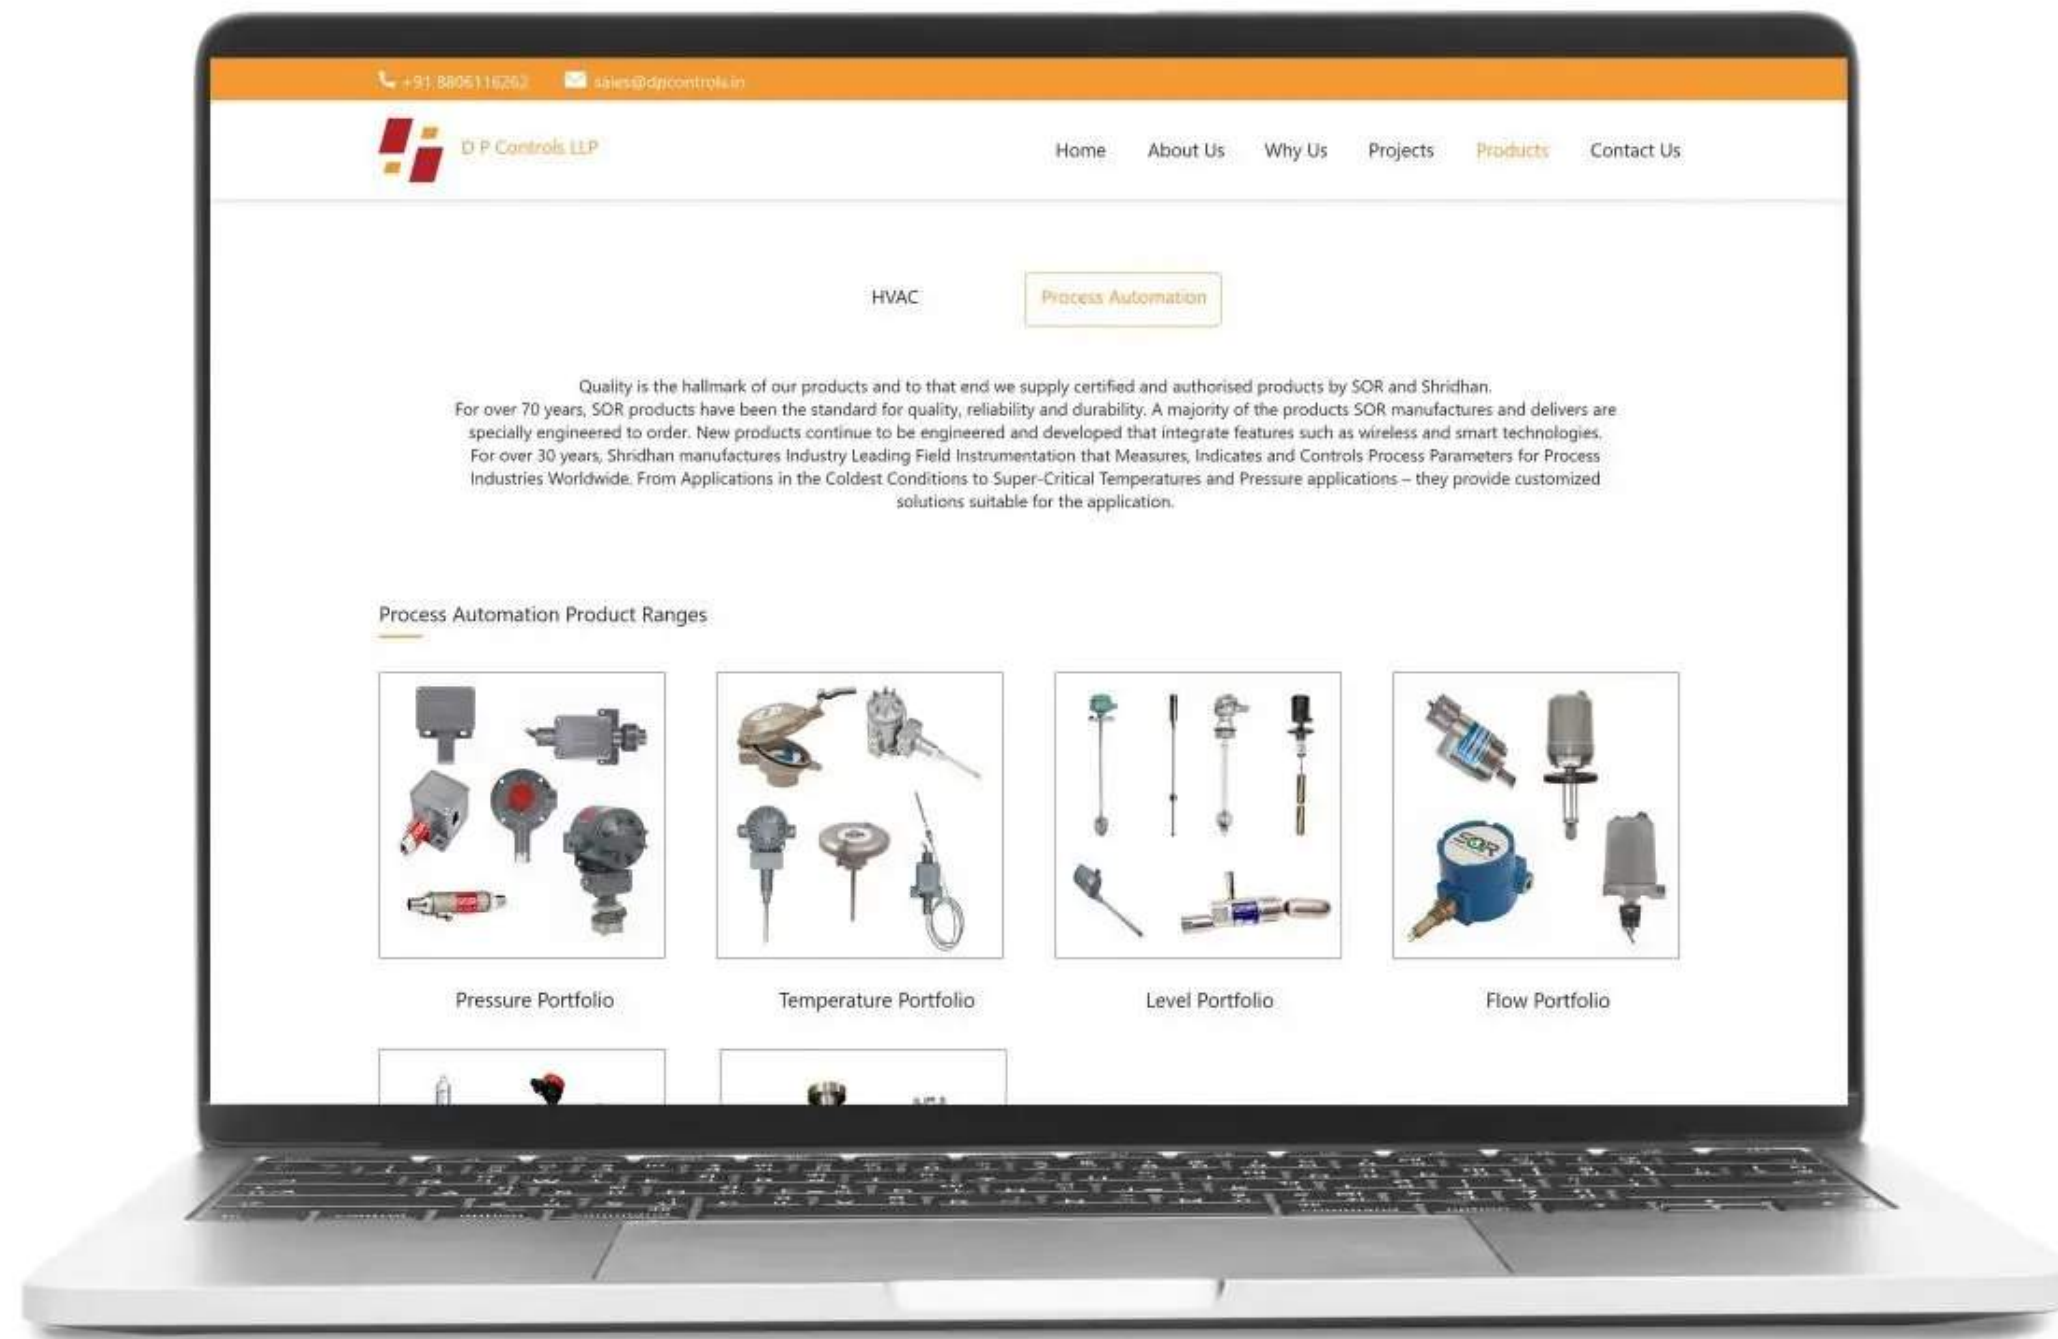 +91 8806116262
sales@dpcontrols.in
D P Controls LLP
Home About Us Why Us Projects Products Contact Us
HVAC
Process Automation
Quality is the hallmark of our products and to that end we supply certified and authorised products by SOR and Shridhan.
For over 70 years, SOR products have been the standard for quality, reliability and durability. A majority of the products SOR manufactures and delivers are
specially engineered to order. New products continue to be engineered and developed that integrate features such as wireless and smart technologies.
For over 30 years, Shridhan manufactures Industry Leading Field Instrumentation that Measures, Indicates and Controls Process Parameters for Process
Industries Worldwide. From Applications in the Coldest Conditions to Super-Critical Temperatures and Pressure applications – they provide customized
solutions suitable for the application.
Process Automation Product Ranges
SOR
Pressure Portfolio
Temperature Portfolio
Level Portfolio
Flow Portfolio